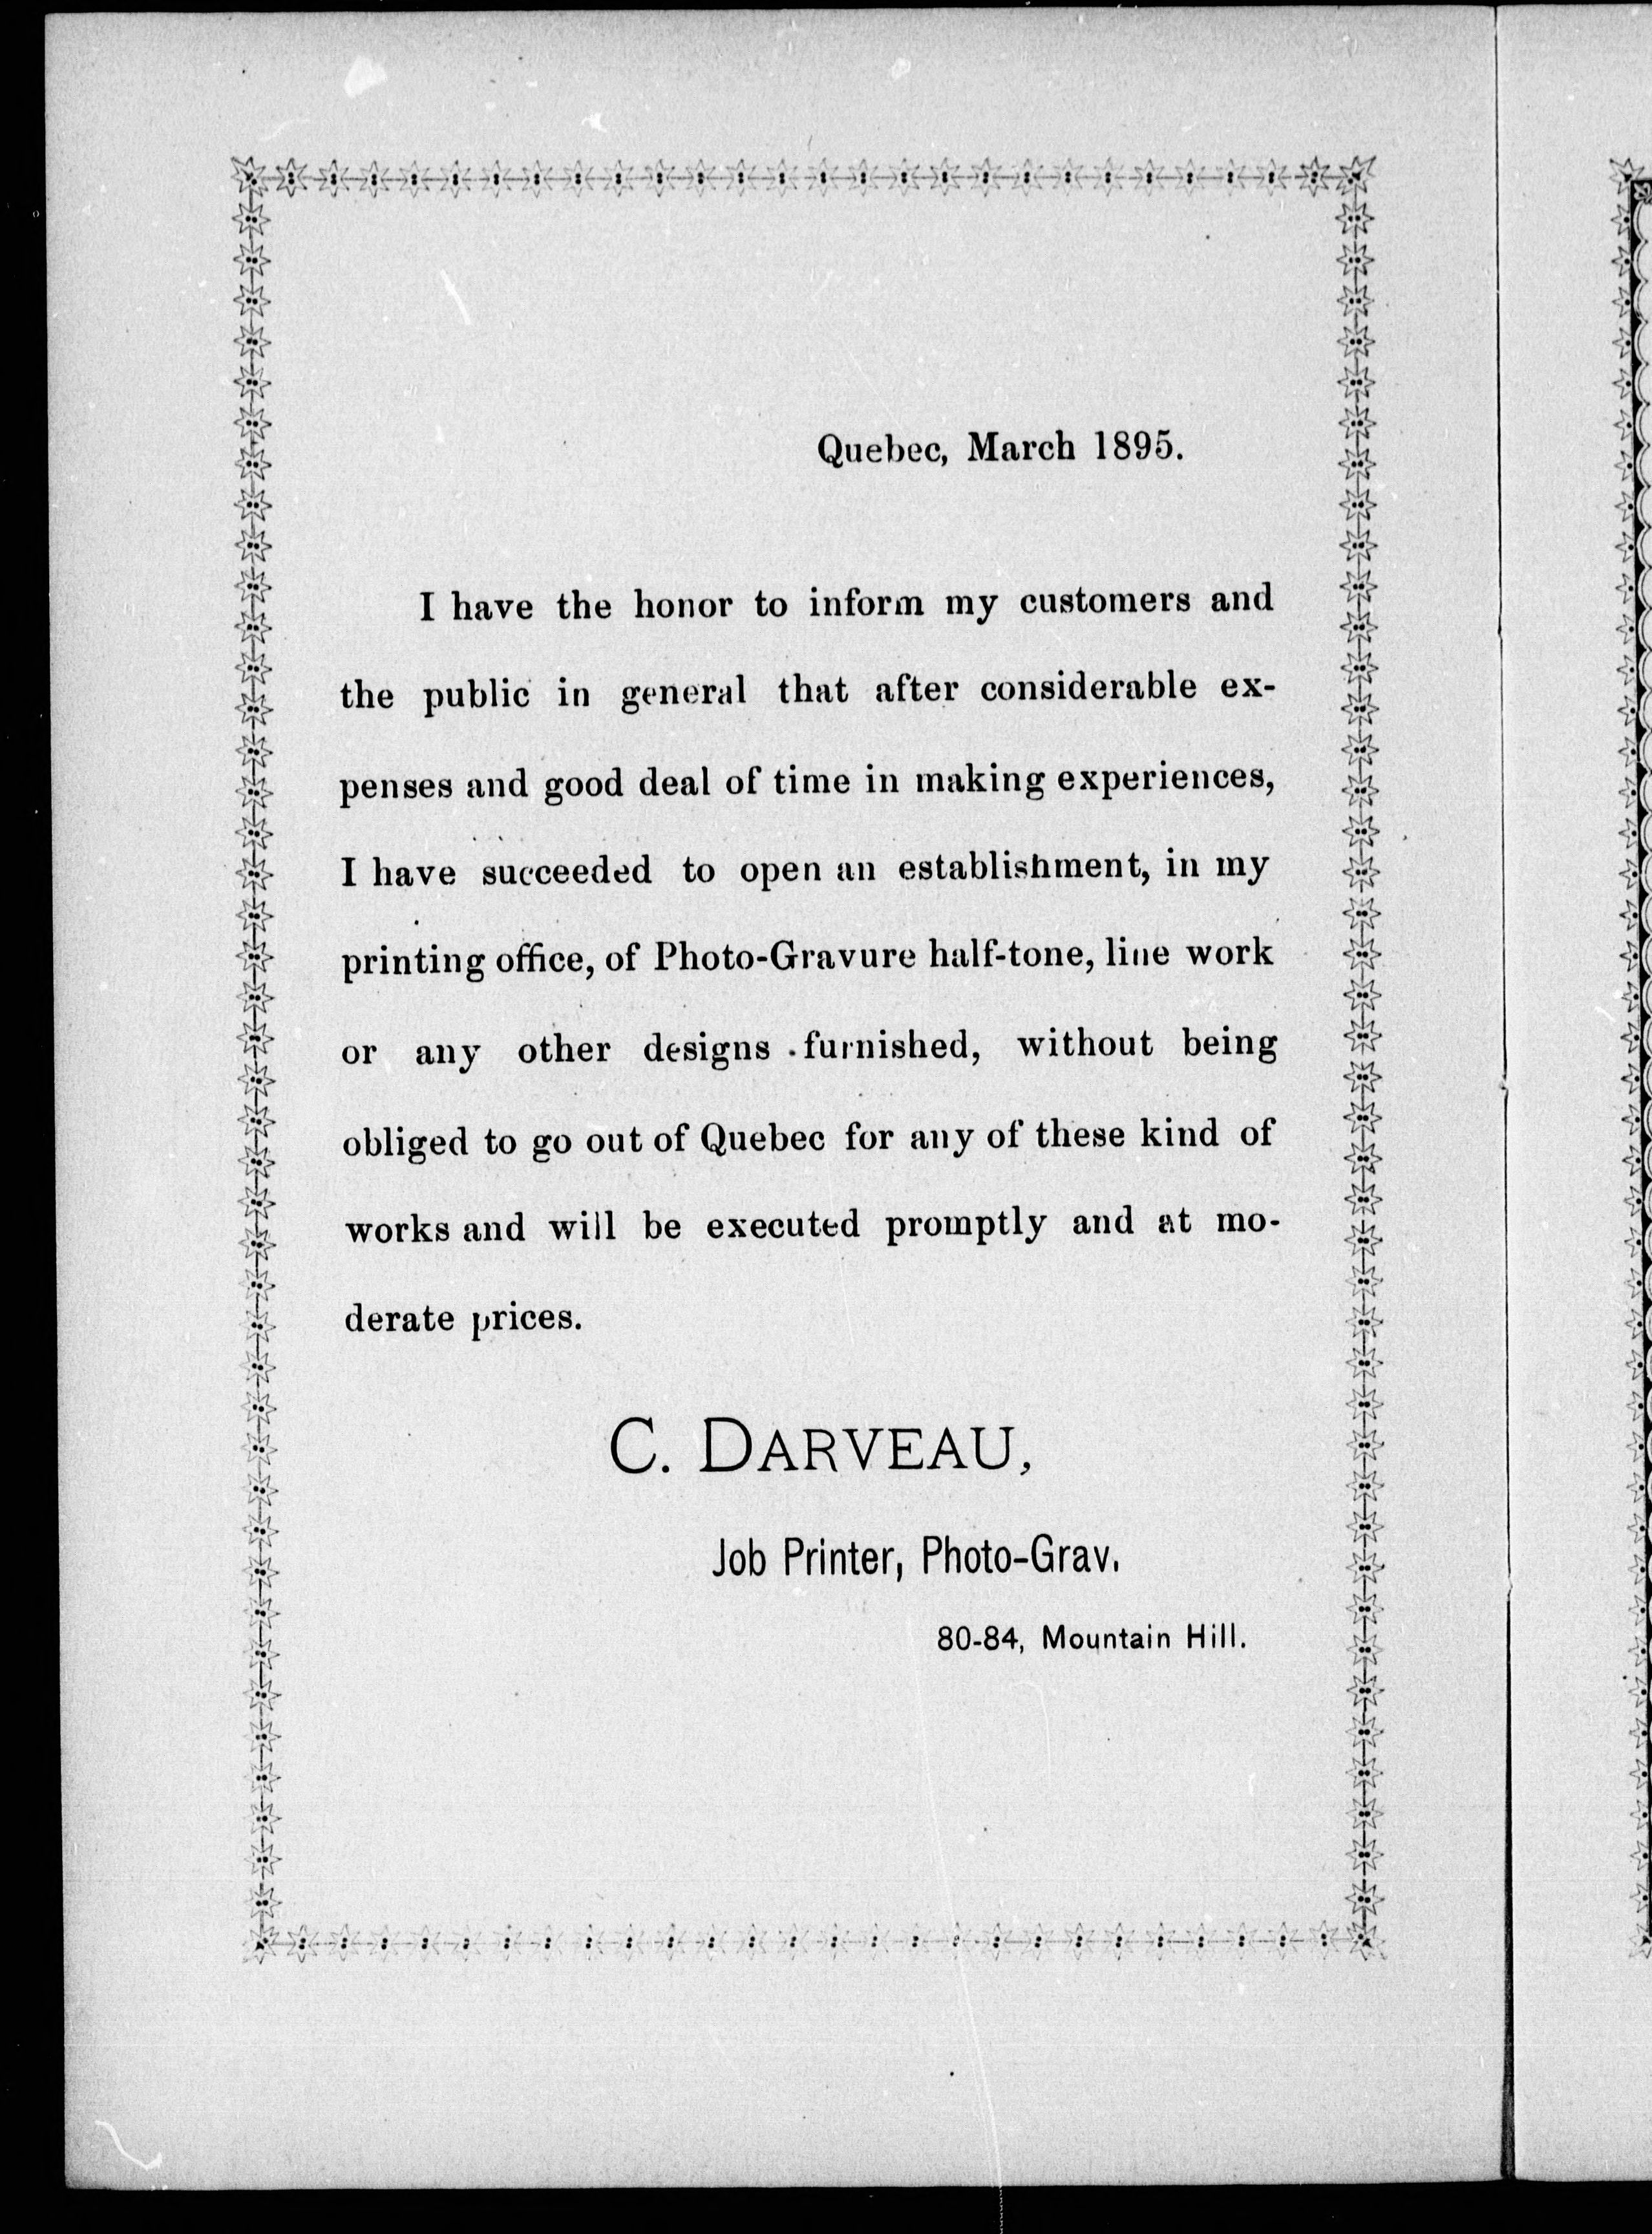 Quebec, March 1895.
I have the honor to inform my customers and
the public in general that after considerable ex-
penses and good deal of time in making experiences,
I have succeeded to open an establishment, in my
printing office, of Photo-Gravure half-tone, line work
or any other designs furnished, without being
obliged to go out of Quebec for any of these kind of
works and will be executed promptly and at mo-
derate prices.
C. DARVEAU,
Job Printer, Photo-Grav.
80-84, Mountain Hill.